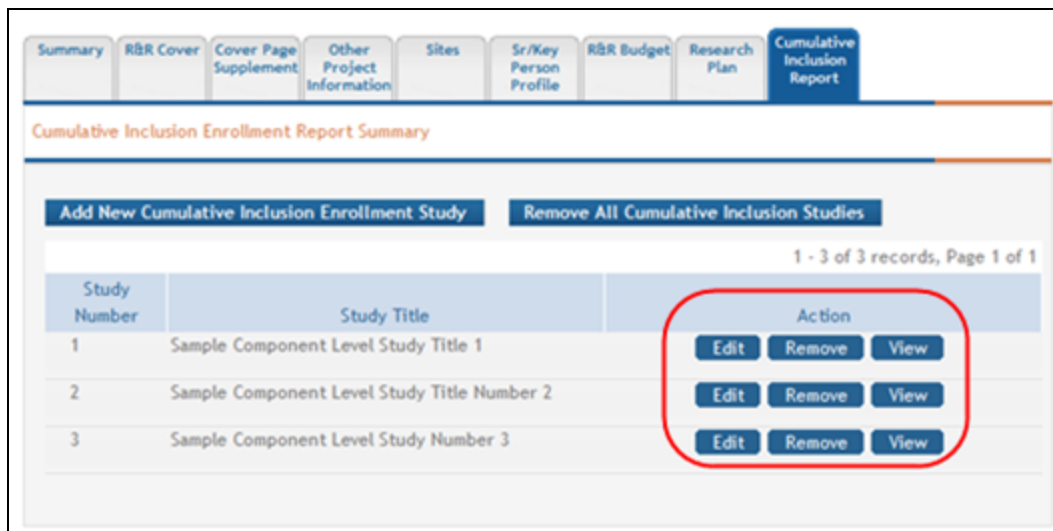 Summary
R&R Cover
Cover Page
Supplement
Other
Project
Information
Sites
Sr/Key
Person
Profile
R&R Budget
Research
Plan
Cumulative
Inclusion
Report
Cumulative Inclusion Enrollment Report Summary
Add New Cumulative Inclusion Enrollment Study
Remove All Cumulative Inclusion Studies
1 - 3 of 3 records, Page 1 of 1
Study
Number
Study Title
Action
1 Sample Component Level Study Title 1 Edit Remove View
2 Sample Component Level Study Title Number 2 Edit Remove View
3 Sample Component Level Study Number 3 Edit Remove View